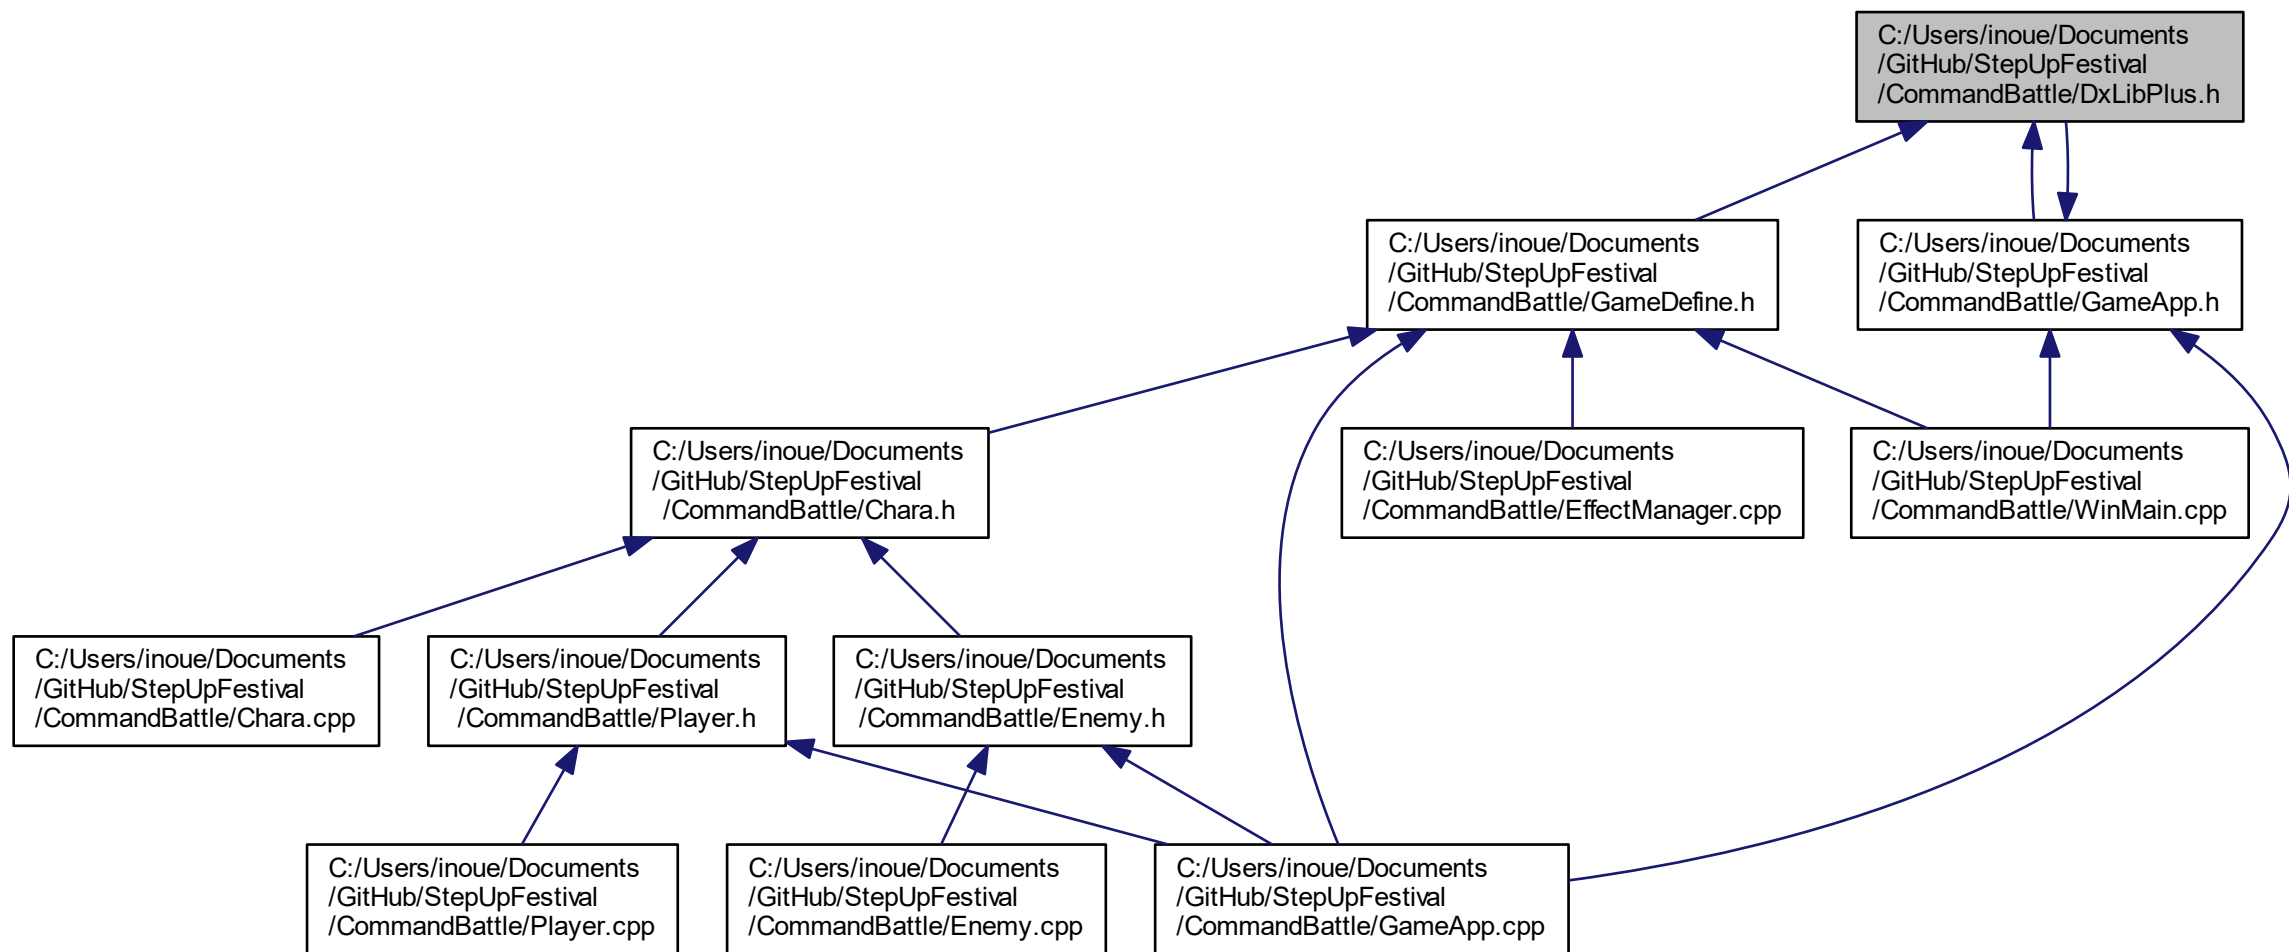 C:/Users/inoue/Documents
/GitHub/StepUpFestival
/CommandBattle/DxLibPlus.h
C:/Users/inoue/Documents
/GitHub/StepUpFestival
/CommandBattle/GameDefine.h
C:/Users/inoue/Documents
/GitHub/StepUpFestival
/CommandBattle/GameApp.h
C:/Users/inoue/Documents
/GitHub/StepUpFestival
/CommandBattle/Chara.h
C:/Users/inoue/Documents
/GitHub/StepUpFestival
/CommandBattle/EffectManager.cpp
C:/Users/inoue/Documents
/GitHub/StepUpFestival
/CommandBattle/WinMain.cpp
C:/Users/inoue/Documents
/GitHub/StepUpFestival
/CommandBattle/Chara.cpp
C:/Users/inoue/Documents
/GitHub/StepUpFestival
/CommandBattle/Player.h
C:/Users/inoue/Documents
/GitHub/StepUpFestival
/CommandBattle/Enemy.h
C:/Users/inoue/Documents
/GitHub/StepUpFestival
/CommandBattle/Player.cpp
C:/Users/inoue/Documents
/GitHub/StepUpFestival
/CommandBattle/Enemy.cpp
C:/Users/inoue/Documents
/GitHub/StepUpFestival
/CommandBattle/GameApp.cpp